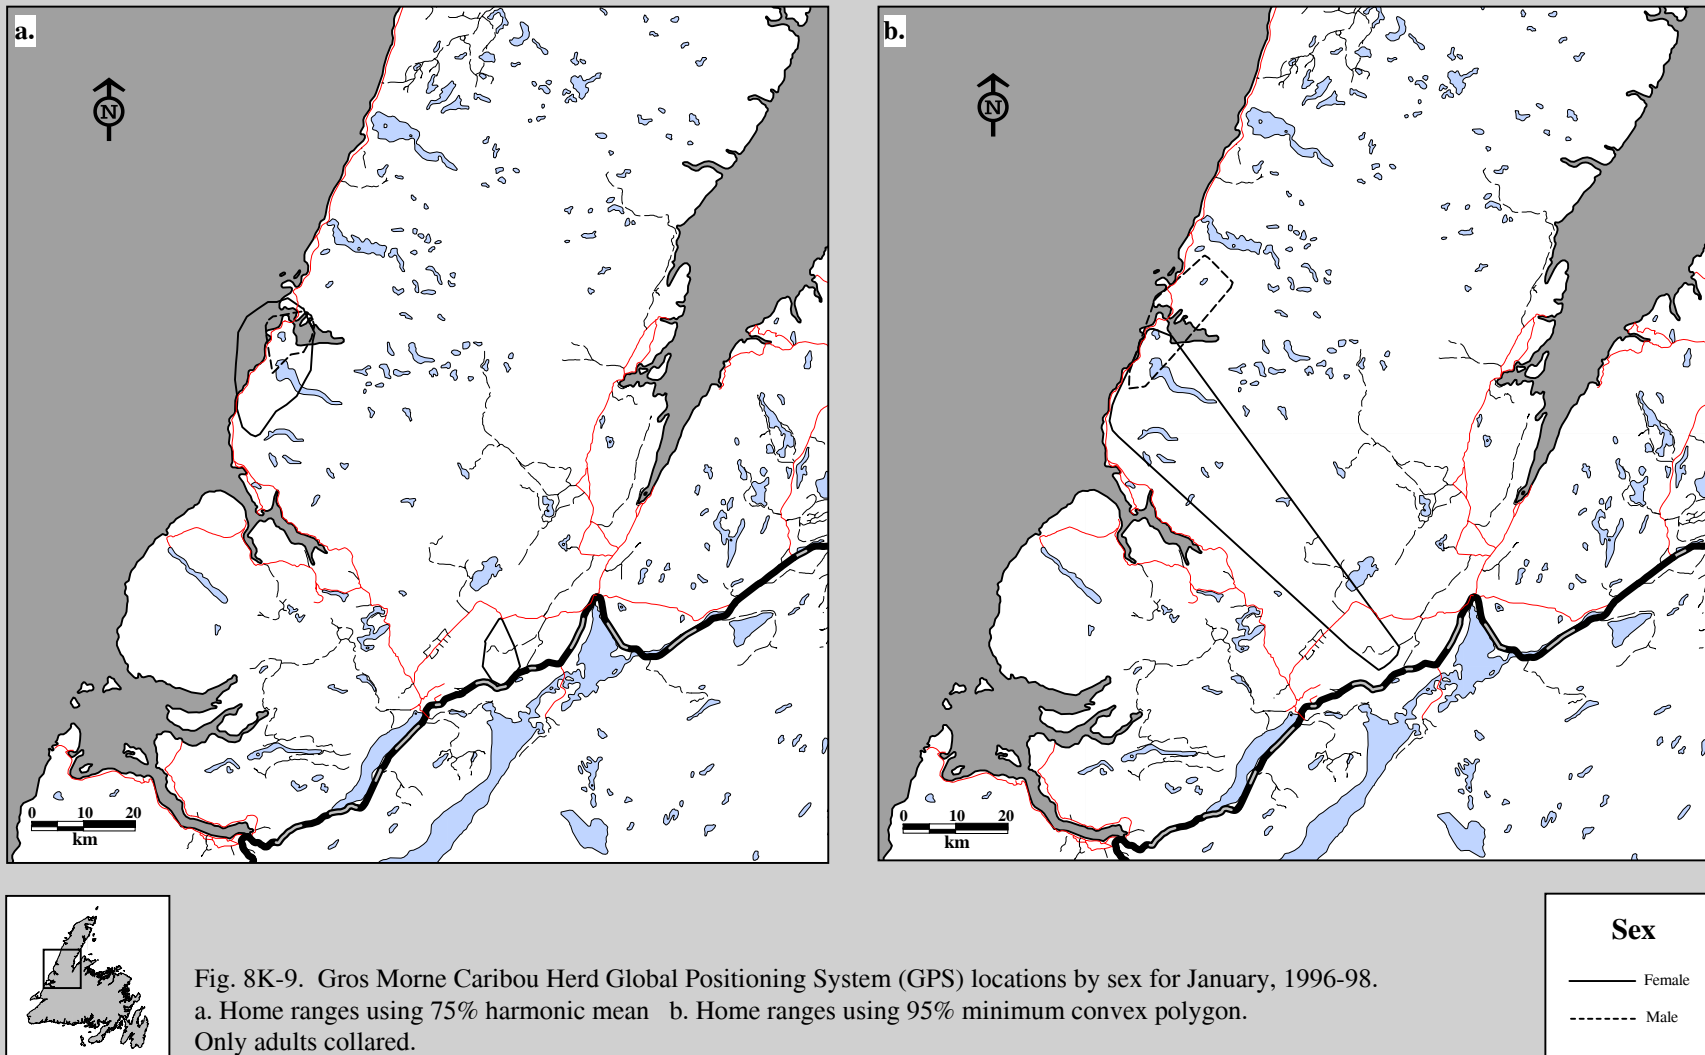 a.
N
0 10 20
km
b.
N
0 10 20
km
Fig. 8K-9. Gros Morne Caribou Herd Global Positioning System (GPS) locations by sex for January, 1996-98.
a. Home ranges using 75% harmonic mean b. Home ranges using 95% minimum convex polygon.
Only adults collared.
Sex
Female
Male